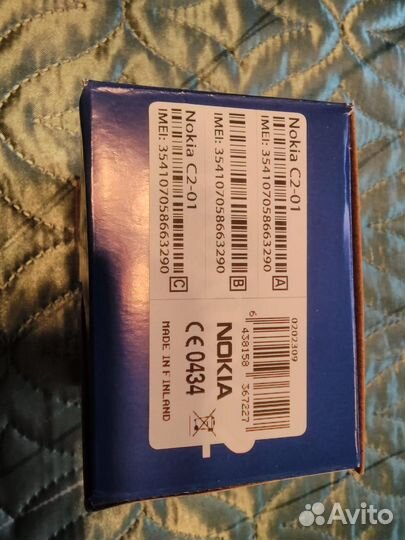 Nokia C2-01
IMEI: 354107058663290
A
IMEI: 354107058663290
B
Nokia C2-01
IMEI: 354107058663290
C
0202309
6 438158 367227
NOKIA
CE0434
MADE IN FINLAND
Avito